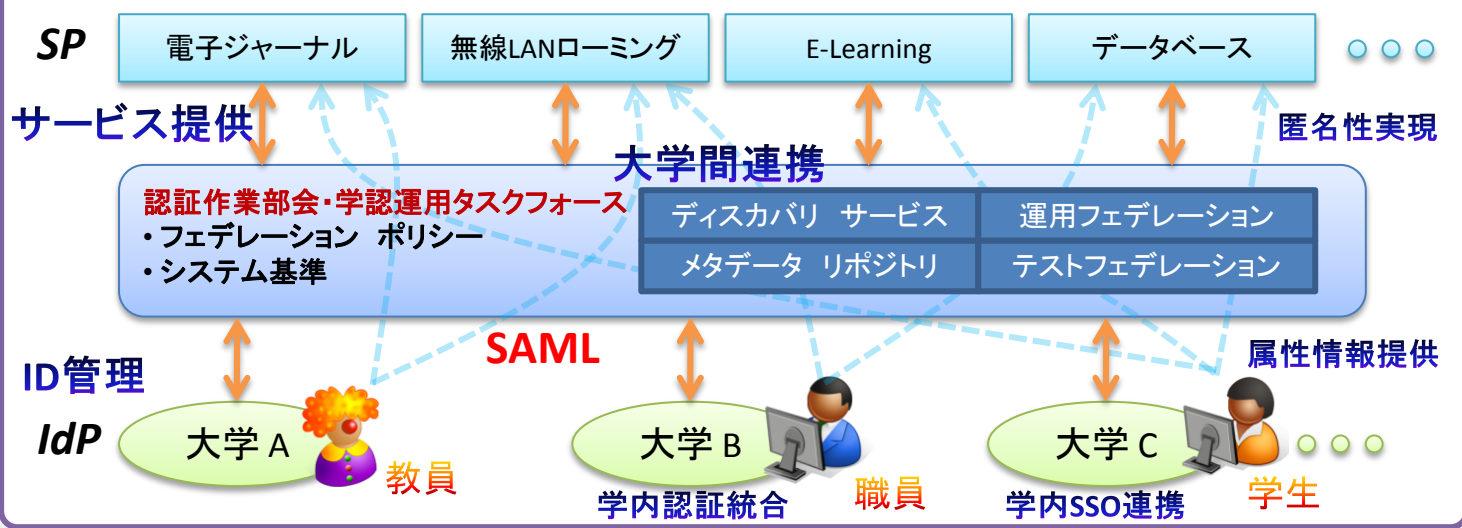 SP
電子ジャーナル
無線LANローミング
E-Learning
データベース
サービス提供
匿名性実現
大学間連携
認証作業部会・学認運用タスクフォース
・フェデレーション ポリシー
・システム基準
ディスカバリ サービス
運用フェデレーション
メタデータ リポジトリ
テストフェデレーション
SAML
属性情報提供
ID管理
IdP
大学 A
教員
大学 B
職員
学内認証統合
大学 C
学生
学内SSO連携